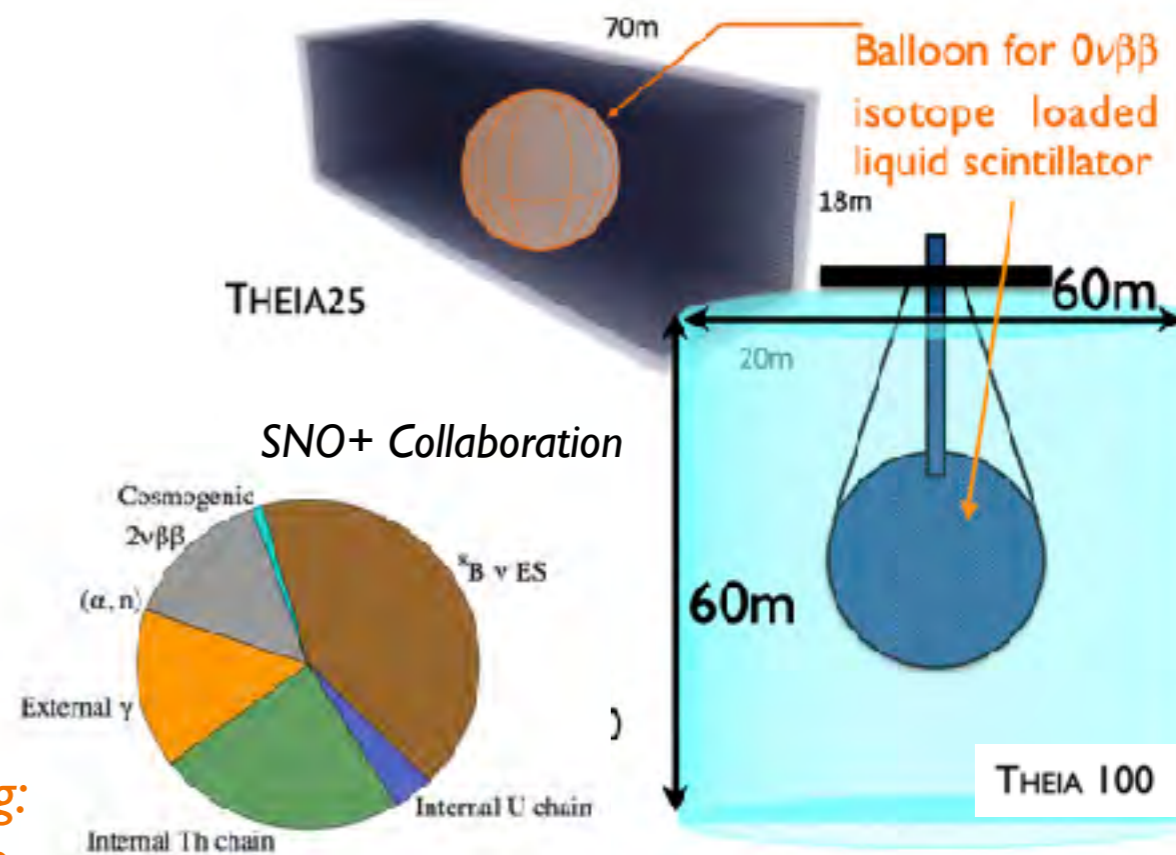 70m
Balloon for 0νββ
isotope loaded
liquid scintillator
18m
THEIA25
60m
20m
SNO+ Collaboration
Cosmogenic
2νββ
⁸B ν ES
(α, n)
60m
External γ
)
THEIA 100
g:
Internal U chain
Internal Th chain